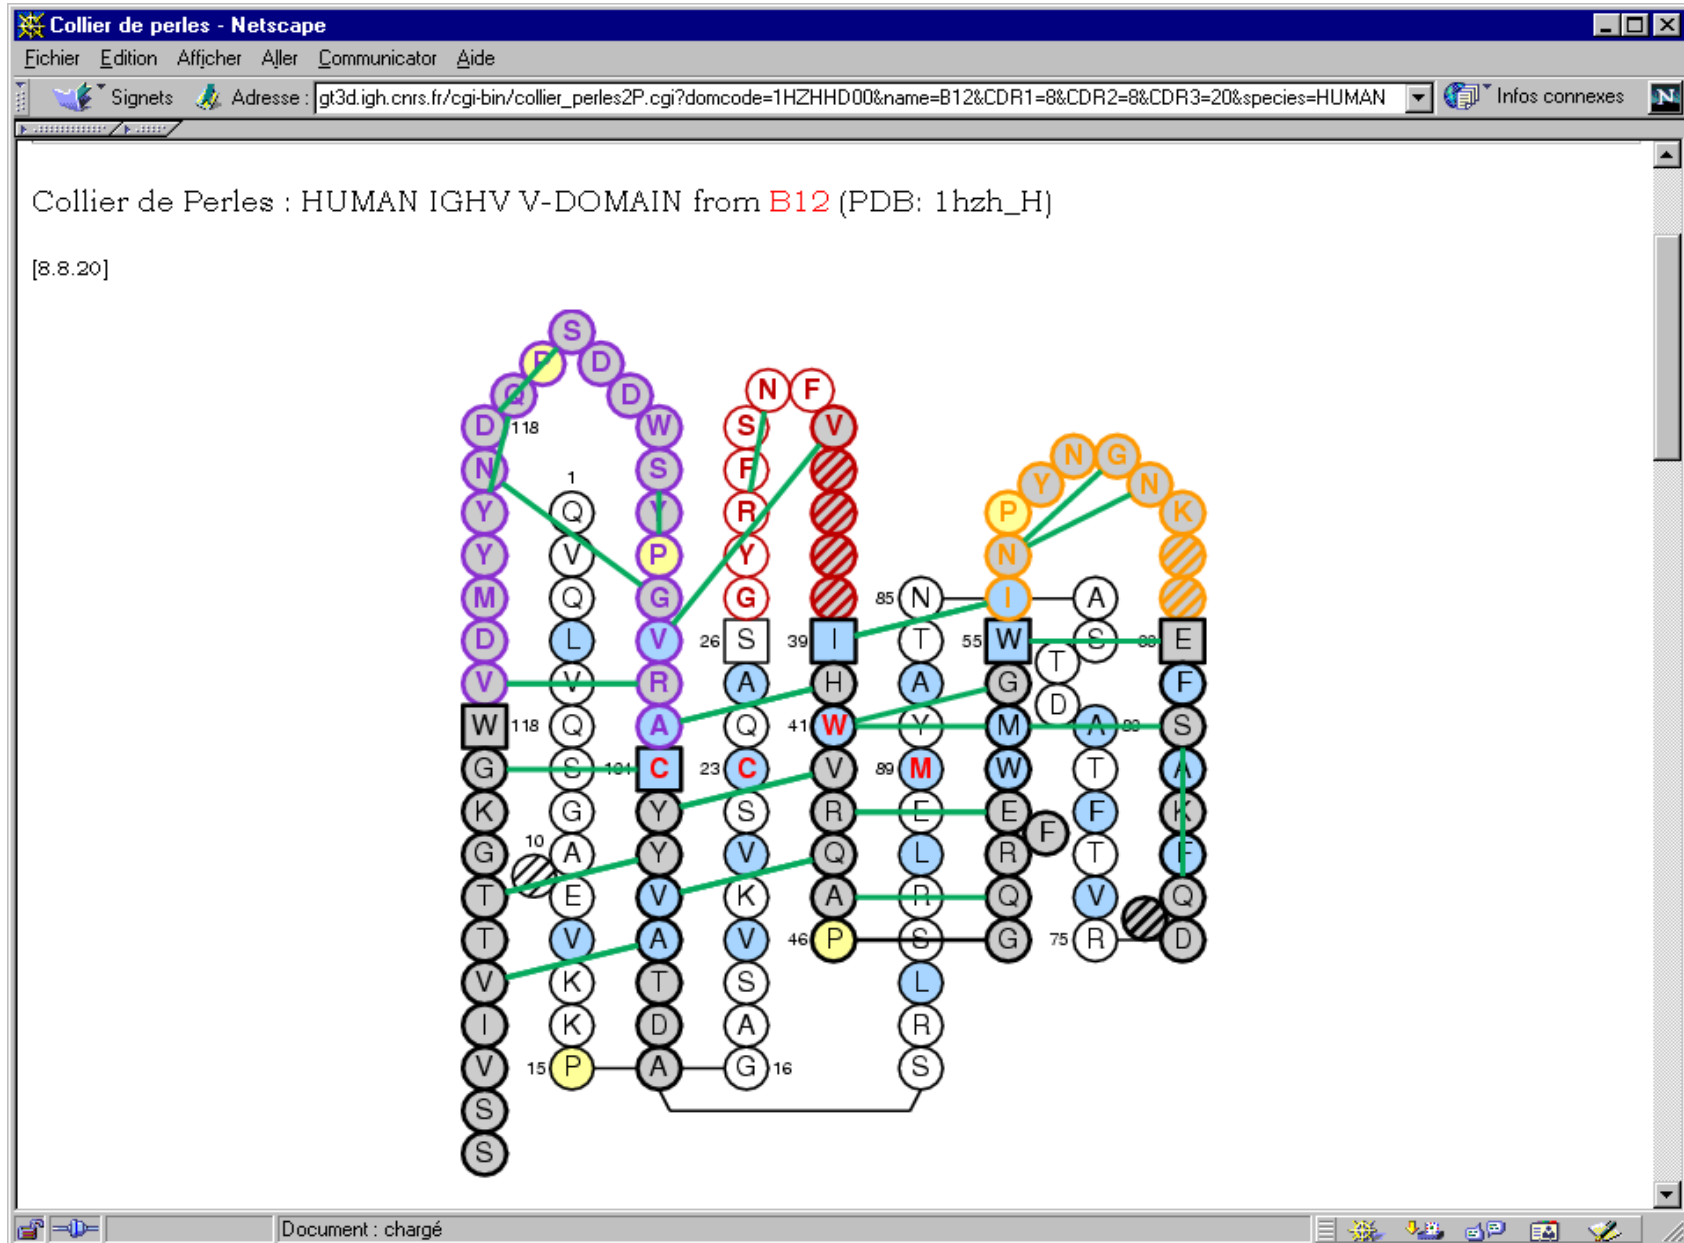 Collier de perles - Netscape
Fichier Edition Afficher Aller Communicator Aide
Signets Adresse : gt3d.igh.cnrs.fr/cgi-bin/collier_perles2P.cgi?domcode=1HZHHD00&name=B12&CDR1=8&CDR2=8&CDR3=20&species=HUMAN Infos connexes N
Collier de Perles : HUMAN IGHV V-DOMAIN from B12 (PDB: 1hzh_H)
[8.8.20]
S
P D
Q D N F
D 118 W S V Y N G
N 1 S F P Y N
Y Q Y R P K
Y V P Y N
M Q G G 85 N I A
D L V 26 S 39 I T 55 W S E
V V R A H A G T F
W 118 Q A Q 41 W Y M D A S
G S C 23 C V 89 M W T A
K G Y S R E E F F K
G 10 A Y V Q L R T F
T E V K A R Q V Q
T V A V 46 P S G 75 R D
V K T S L
I K D A R
V 15 P A G 16 S
S
S
Document : chargé